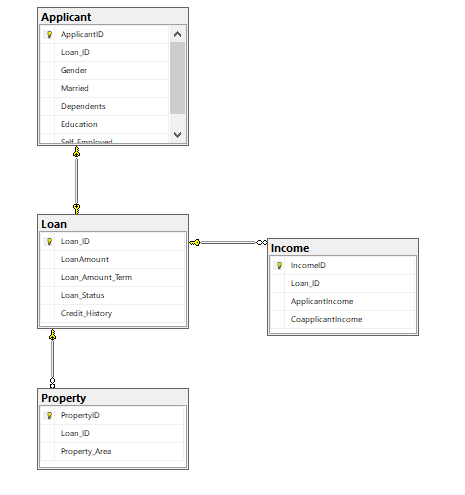 Applicant
ApplicantID
Loan_ID
Gender
Married
Dependents
Education
Self_Employed
Loan
Loan_ID
LoanAmount
Loan_Amount_Term
Loan_Status
Credit_History
Income
IncomeID
Loan_ID
ApplicantIncome
CoapplicantIncome
Property
PropertyID
Loan_ID
Property_Area